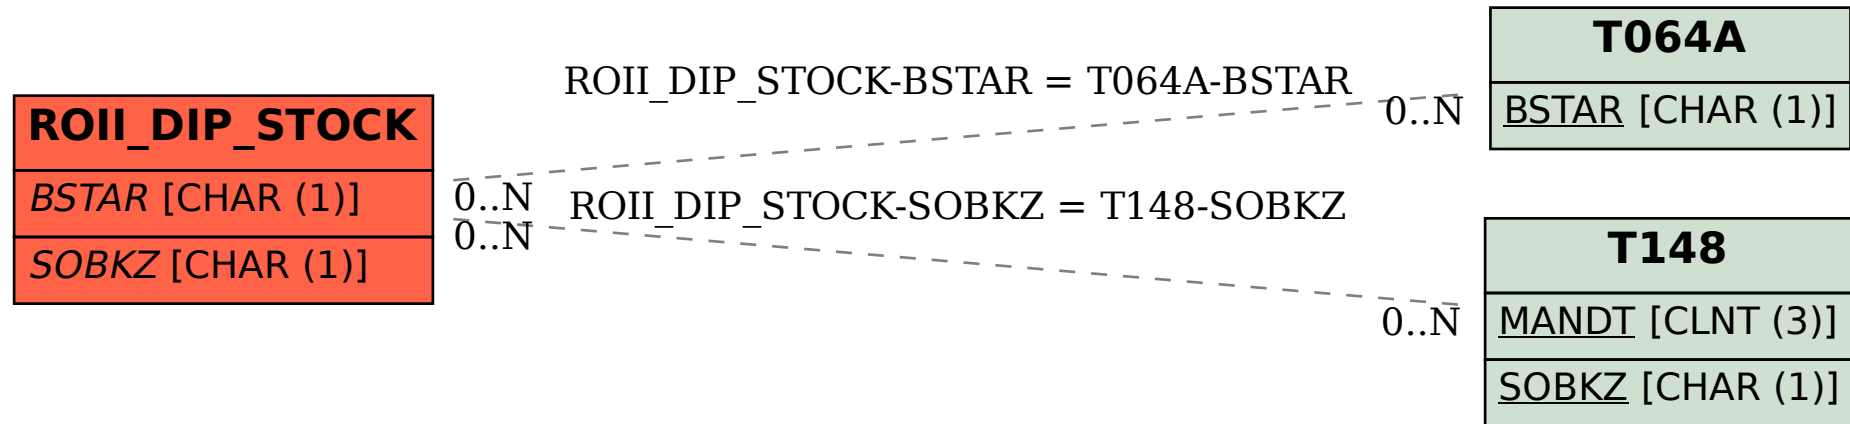 ROII_DIP_STOCK
BSTAR [CHAR (1)]
SOBKZ [CHAR (1)]
ROII_DIP_STOCK-BSTAR = T064A-BSTAR
0..N
0..N
ROII_DIP_STOCK-SOBKZ = T148-SOBKZ
0..N
0..N
T064A
BSTAR [CHAR (1)]
T148
MANDT [CLNT (3)]
SOBKZ [CHAR (1)]